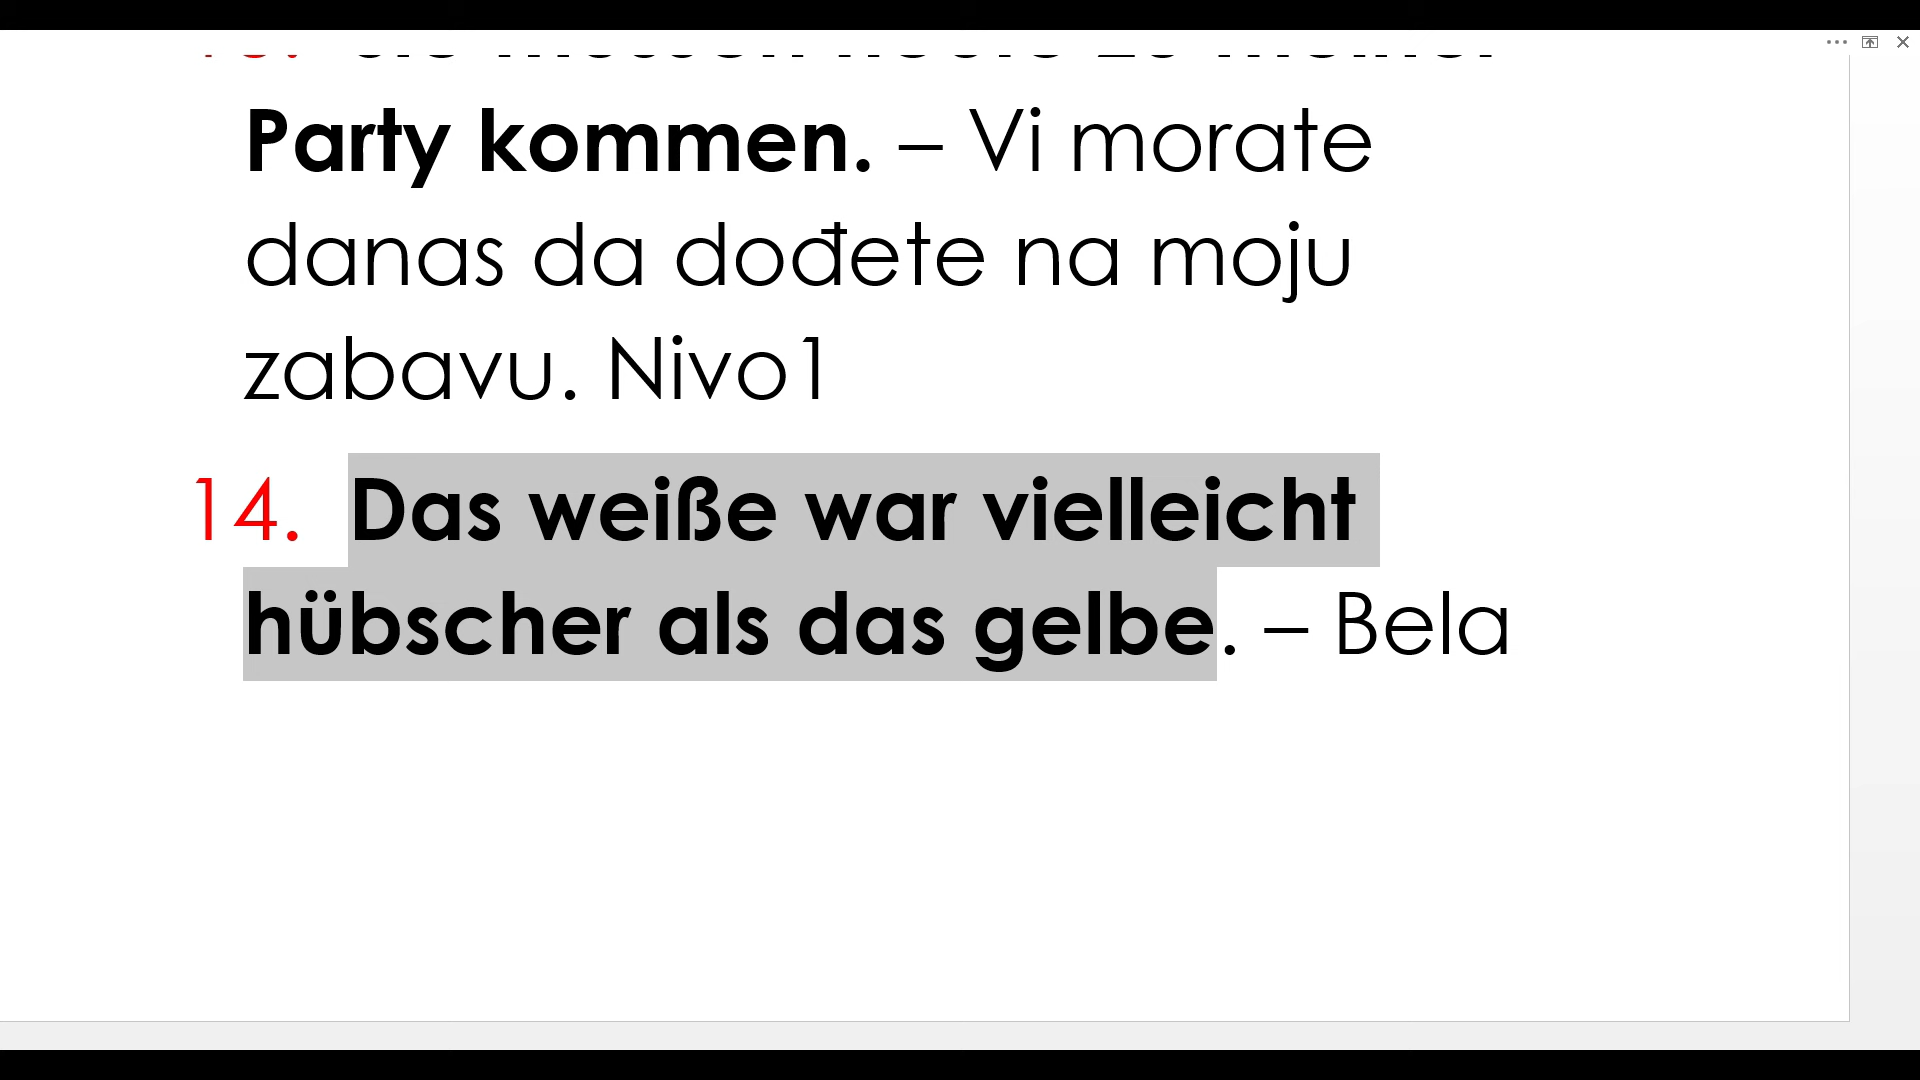 Party kommen. – Vi morate
danas da dođete na moju
zabavu. Nivo1
14. Das weiße war vielleicht
hübscher als das gelbe. – Bela